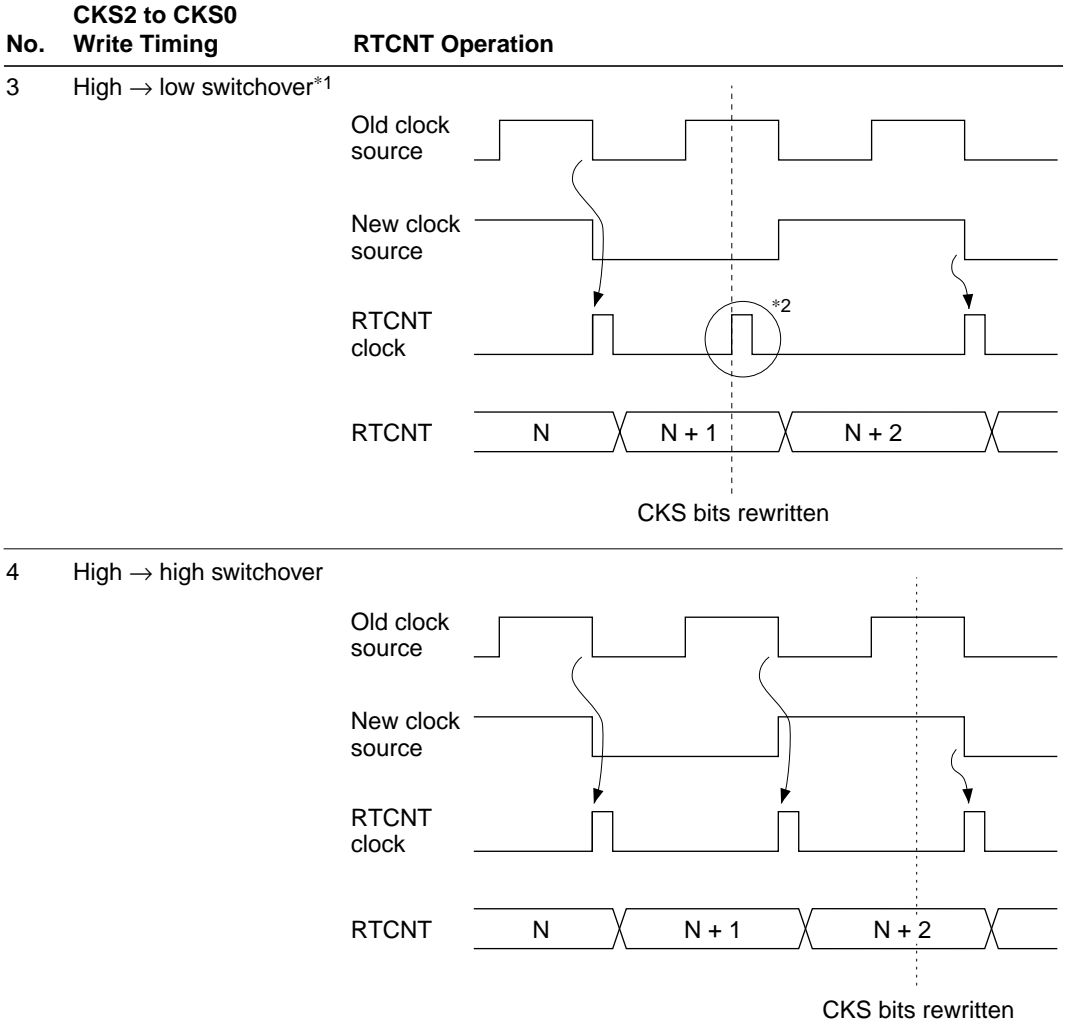 CKS2 to CKS0
No. Write Timing RTCNT Operation
3 High → low switchover*1
Old clock
source
New clock
source
*2
RTCNT
clock
RTCNT N N + 1 N + 2
CKS bits rewritten
4 High → high switchover
Old clock
source
New clock
source
RTCNT
clock
RTCNT N N + 1 N + 2
CKS bits rewritten